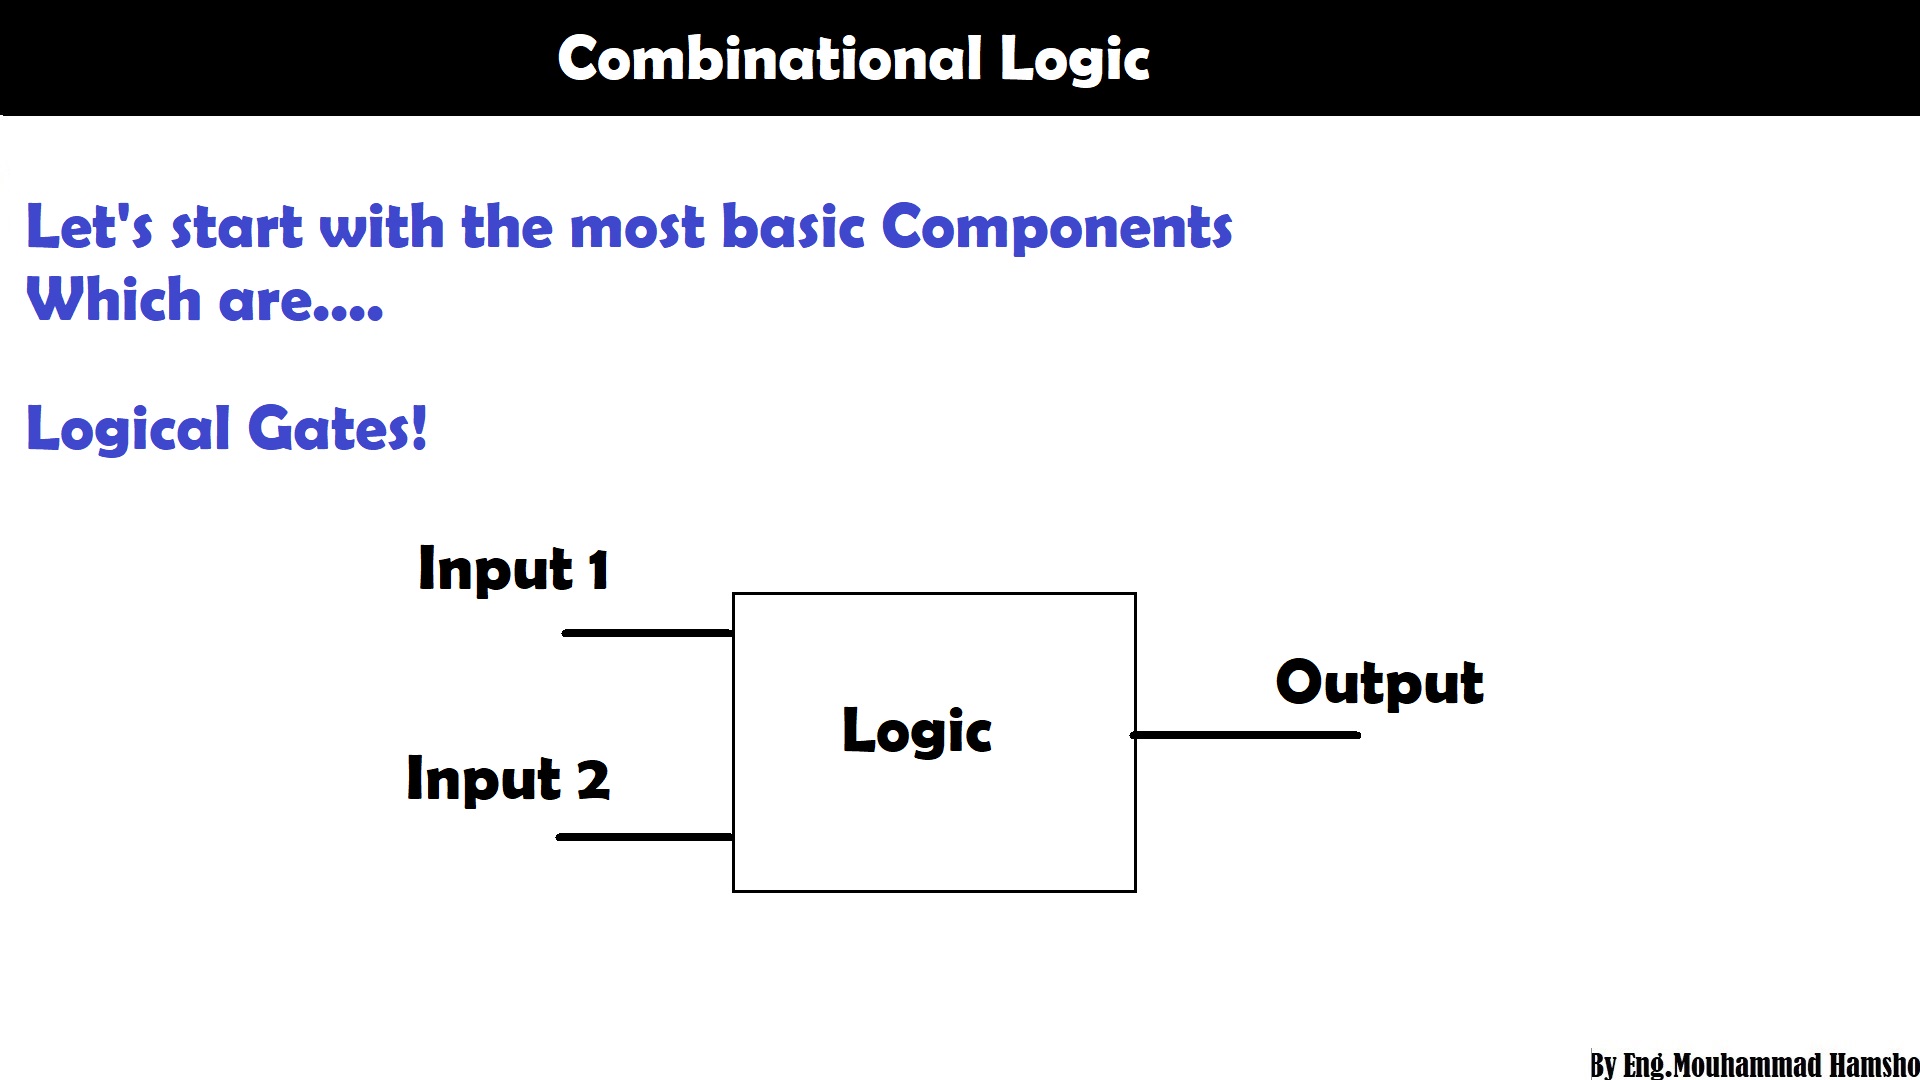 Combinational Logic
Let's start with the most basic Components
Which are....
Logical Gates!
Input 1
Logic
Output
Input 2
By Eng.Mouhammad Hamsho